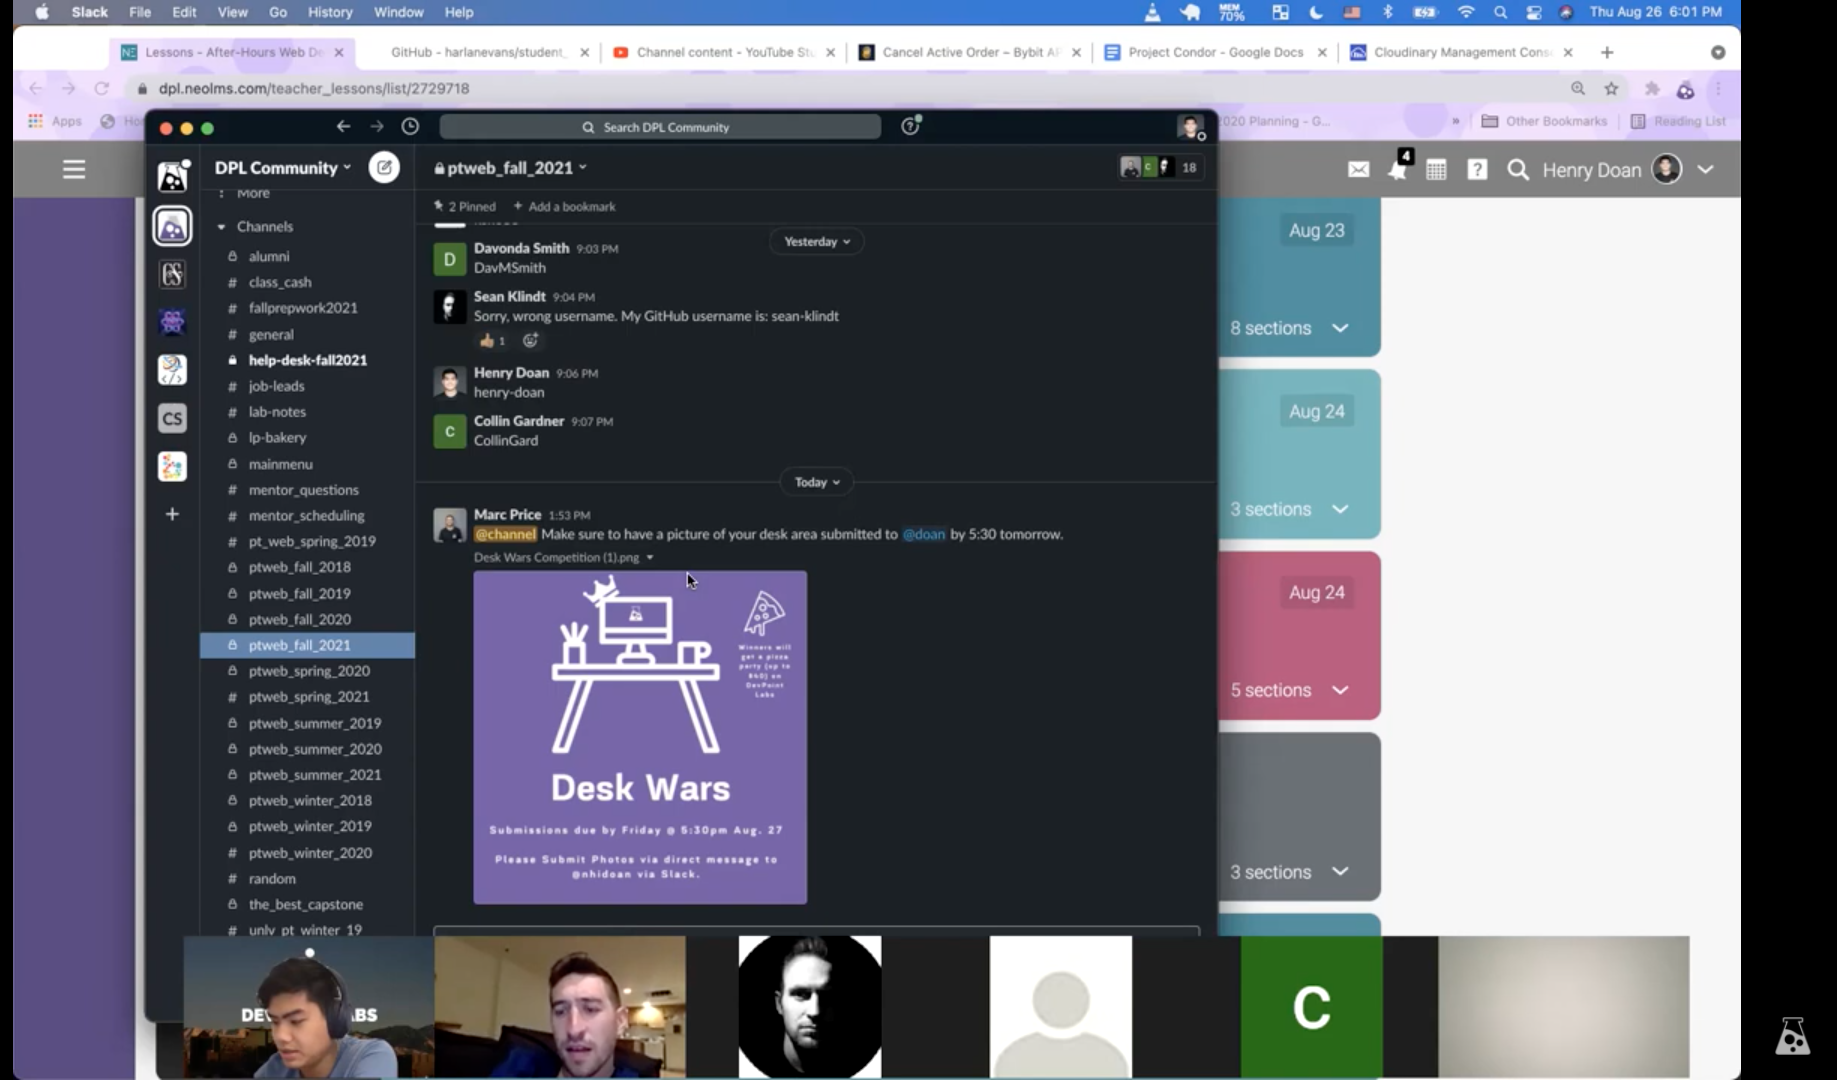 Slack File Edit View Go History Window Help MEM 70% Thu Aug 26 6:01 PM
Lessons - After-Hours Web De
GitHub - harlanevans/student_
Channel content - YouTube Stu
Cancel Active Order – Bybit AP
Project Condor - Google Docs
Cloudinary Management Conso
dpl.neolms.com/teacher_lessons/list/2729718
Apps
2020 Planning - G...
Other Bookmarks
Reading List
Search DPL Community
DPL Community
ptweb_fall_2021
18
4
Henry Doan
More
2 Pinned + Add a bookmark
Channels
alumni
# class_cash
# fallprepwork2021
# general
help-desk-fall2021
# job-leads
# lab-notes
lp-bakery
mainmenu
# mentor_questions
# mentor_scheduling
# pt_web_spring_2019
ptweb_fall_2018
ptweb_fall_2019
ptweb_fall_2020
ptweb_fall_2021
ptweb_spring_2020
# ptweb_spring_2021
ptweb_summer_2019
ptweb_summer_2020
ptweb_summer_2021
ptweb_winter_2018
ptweb_winter_2019
# ptweb_winter_2020
# random
the_best_capstone
# unlv_pt_winter_19
CS
CS
Yesterday
D
Davonda Smith 9:03 PM
DavMSmith
Sean Klindt 9:04 PM
Sorry, wrong username. My GitHub username is: sean-klindt
1
Henry Doan 9:06 PM
henry-doan
C
Collin Gardner 9:07 PM
CollinGard
Today
Marc Price 1:53 PM
@channel Make sure to have a picture of your desk area submitted to @doan by 5:30 tomorrow.
Desk Wars Competition (1).png
Winners will
get a pizza
party (up to
$40) on
DevPoint
Labs
Desk Wars
Submissions due by Friday @ 5:30pm Aug. 27
Please Submit Photos via direct message to
@nhidoan via Slack.
Aug 23
8 sections
Aug 24
3 sections
Aug 24
5 sections
3 sections
C